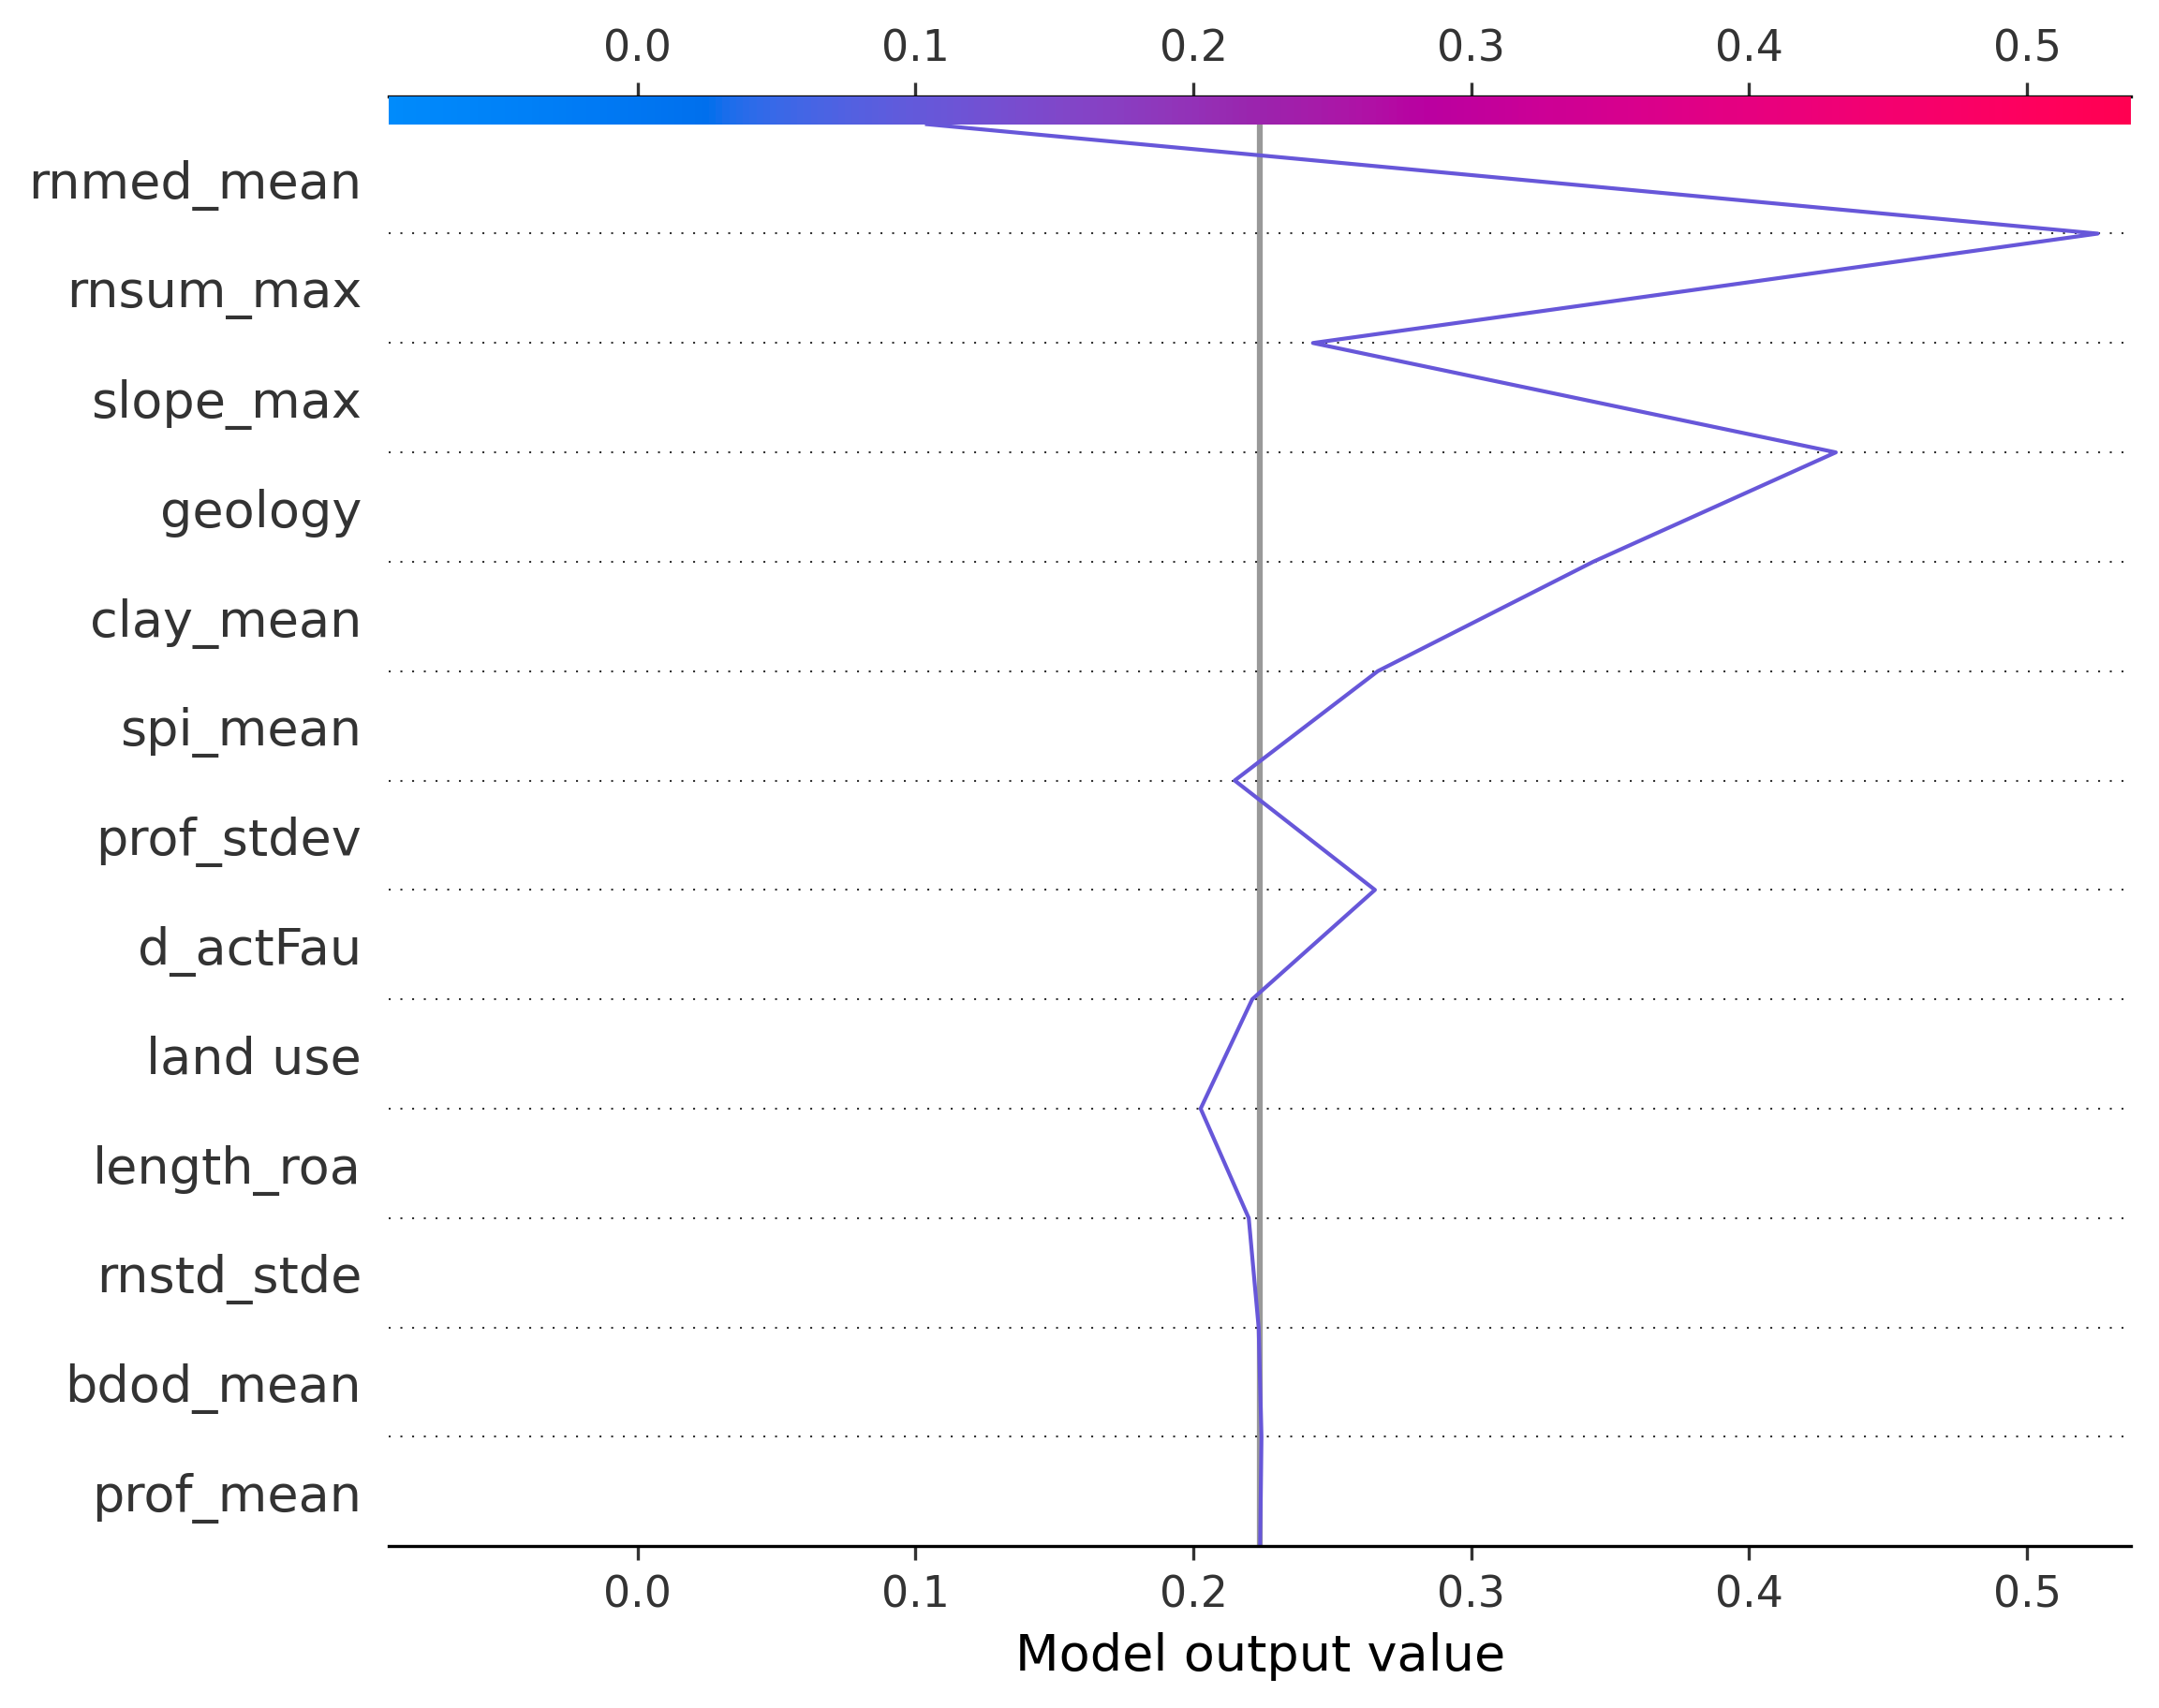 0.0 0.1 0.2 0.3 0.4 0.5
rnmed_mean
rnsum_max
slope_max
geology
clay_mean
spi_mean
prof_stdev
d_actFau
land use
length_roa
rnstd_stde
bdod_mean
prof_mean
0.0 0.1 0.2 0.3 0.4 0.5
Model output value